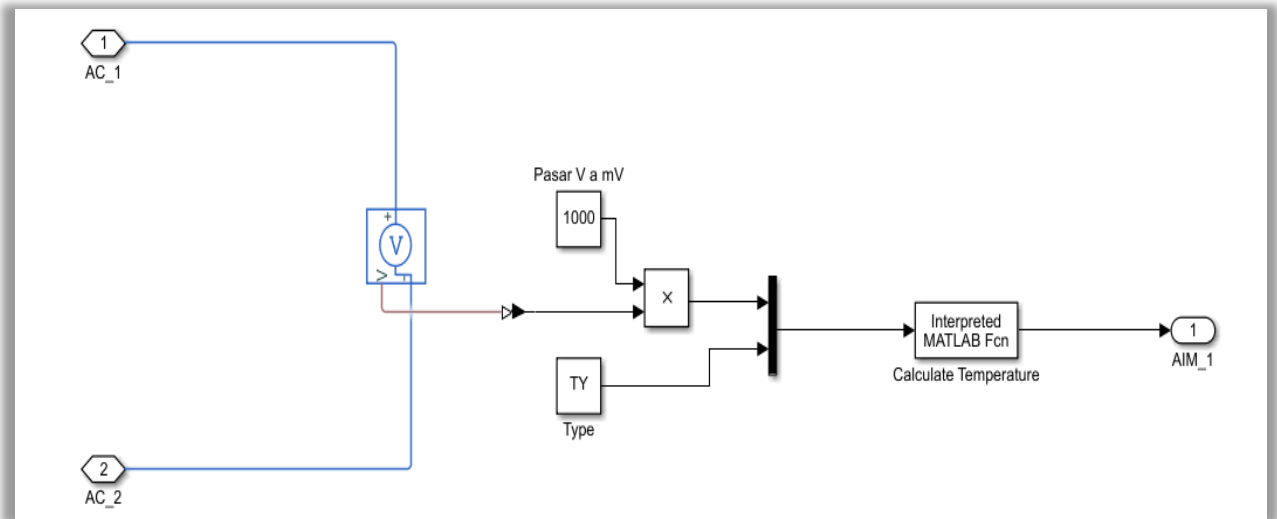 1
AC_1
Pasar V a mV
1000
+
V
V
-
×
Interpreted
MATLAB Fcn
Calculate Temperature
1
AIM_1
TY
Type
2
AC_2